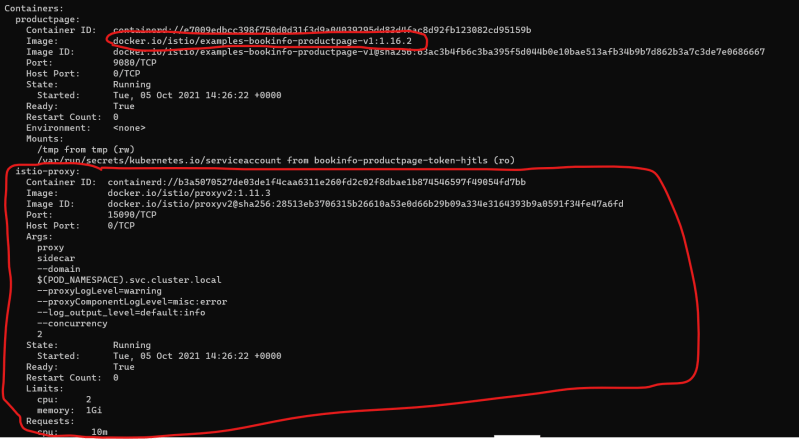 Containers:
productpage:
Container ID: containerd://e7009edbcc398f750d0d31f3d9a04039295dd83d4fac8d92fb123082cd95159b
Image: docker.io/istio/examples-bookinfo-productpage-v1:1.16.2
Image ID: docker.io/istio/examples-bookinfo-productpage-v1@sha256:63ac3b4fb6c3ba395f5d044b0e10bae513afb34b9b7d862b3a7c3de7e0686667
Port: 9080/TCP
Host Port: 0/TCP
State: Running
Started: Tue, 05 Oct 2021 14:26:22 +0000
Ready: True
Restart Count: 0
Environment: <none>
Mounts:
/tmp from tmp (rw)
/var/run/secrets/kubernetes.io/serviceaccount from bookinfo-productpage-token-hjtls (ro)
istio-proxy:
Container ID: containerd://b3a5070527de03de1f4caa6311e260fd2c02f8dbae1b874546597f49054fd7bb
Image: docker.io/istio/proxyv2:1.11.3
Image ID: docker.io/istio/proxyv2@sha256:28513eb3706315b26610a53e0d66b29b09a334e3164393b9a0591f34fe47a6fd
Port: 15090/TCP
Host Port: 0/TCP
Args:
proxy
sidecar
--domain
$(POD_NAMESPACE).svc.cluster.local
--proxyLogLevel=warning
--proxyComponentLogLevel=misc:error
--log_output_level=default:info
--concurrency
2
State: Running
Started: Tue, 05 Oct 2021 14:26:22 +0000
Ready: True
Restart Count: 0
Limits:
cpu: 2
memory: 1Gi
Requests:
cpu: 10m